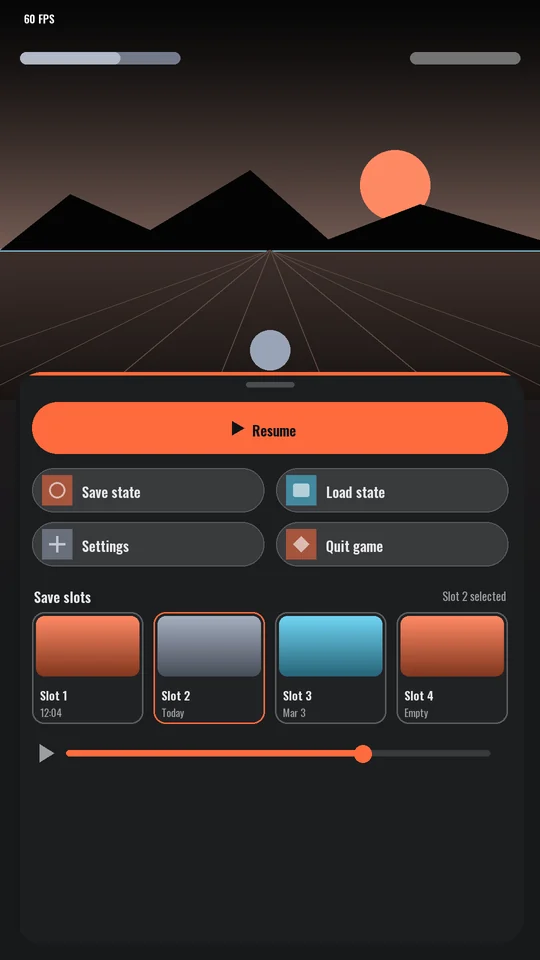 60 FPS
Resume
Save state
Load state
Settings
Quit game
Save slots
Slot 2 selected
Slot 1
12:04
Slot 2
Today
Slot 3
Mar 3
Slot 4
Empty